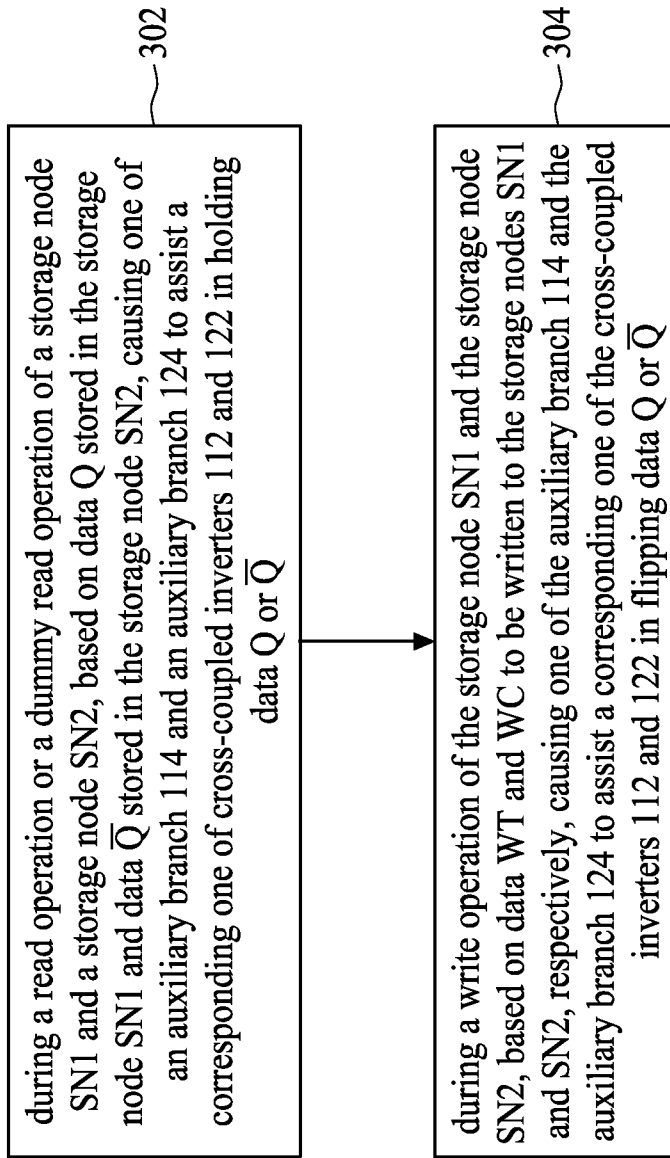 during a read operation or a dummy read operation of a storage node
SN1 and a storage node SN2, based on data Q stored in the storage
node SN1 and data Q̅ stored in the storage node SN2, causing one of
an auxiliary branch 114 and an auxiliary branch 124 to assist a
corresponding one of cross-coupled inverters 112 and 122 in holding
data Q or Q̅
302
during a write operation of the storage node SN1 and the storage node
SN2, based on data WT and WC to be written to the storage nodes SN1
and SN2, respectively, causing one of the auxiliary branch 114 and the
auxiliary branch 124 to assist a corresponding one of the cross-coupled
inverters 112 and 122 in flipping data Q or Q̅
304